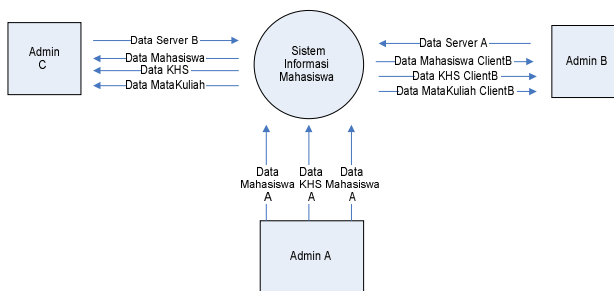 Admin
C
Data Server B
Data Mahasiswa
Data KHS
Data MataKuliah
Sistem
Informasi
Mahasiswa
Data Server A
Data Mahasiswa ClientB
Data KHS ClientB
Data MataKuliah ClientB
Admin B
Data
Mahasiswa
A
Data
KHS
A
Data
Mahasiswa
A
Admin A